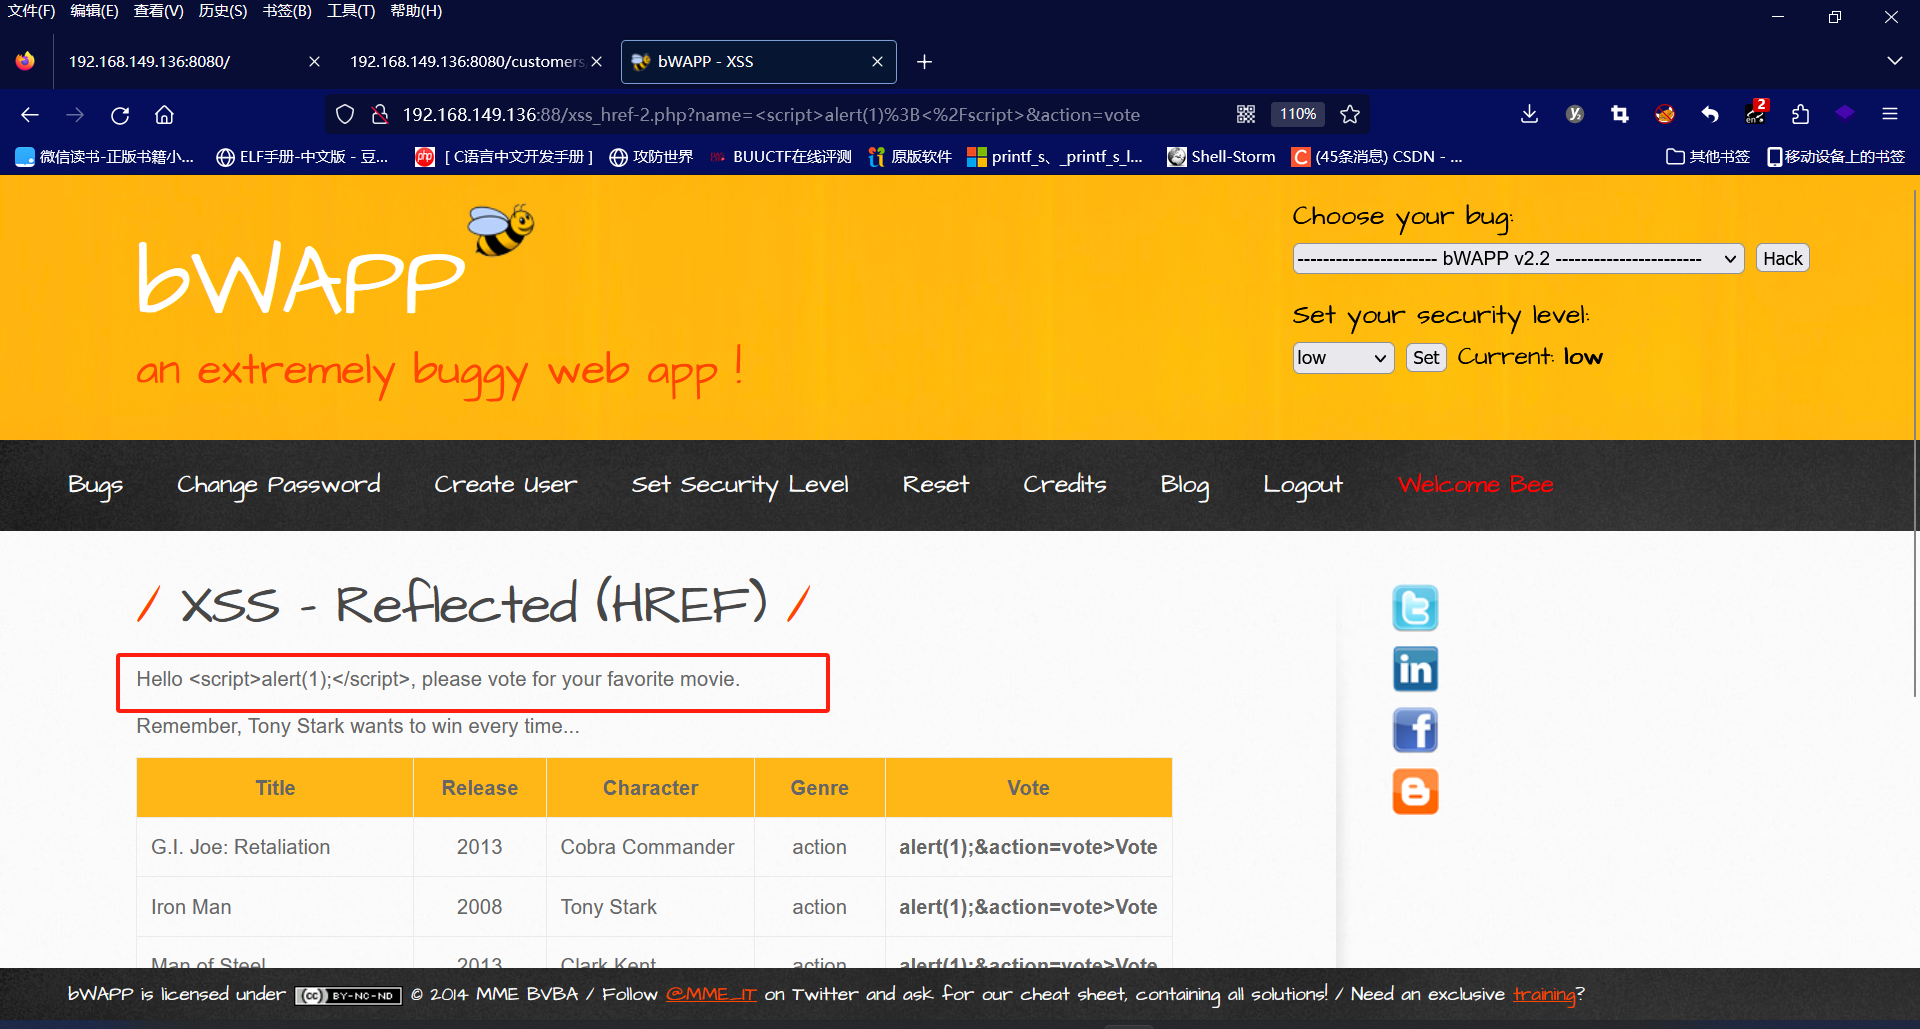 文件(F) 编辑(E) 查看(V) 历史(S) 书签(B) 工具(T) 帮助(H)
192.168.149.136:8080/ 192.168.149.136:8080/customers bWAPP - XSS
192.168.149.136:88/xss_href-2.php?name=<script>alert(1)%3B<%2Fscript>&action=vote 110% 2
微信读书-正版书籍小... ELF手册-中文版 - 豆... [ C语言中文开发手册 ] 攻防世界 BUUCTF在线评测 原版软件 printf_s、_printf_s_l... Shell-Storm (45条消息) CSDN - ... 其他书签 移动设备上的书签
Choose your bug:
bWAPP
---------------------- bWAPP v2.2 ----------------------- Hack
Set your security level:
low Set Current: low
an extremely buggy web app !
Bugs Change Password Create User Set Security Level Reset Credits Blog Logout Welcome Bee
/ XSS - Reflected (HREF) /
Hello <script>alert(1);</script>, please vote for your favorite movie.
Remember, Tony Stark wants to win every time...
Title Release Character Genre Vote
G.I. Joe: Retaliation 2013 Cobra Commander action alert(1);&action=vote>Vote
Iron Man 2008 Tony Stark action alert(1);&action=vote>Vote
Man of Steel 2013 Clark Kent action alert(1);&action=vote>Vote
bWAPP is licensed under (cc) BY-NC-ND © 2014 MME BVBA / Follow @MME_IT on Twitter and ask for our cheat sheet, containing all solutions! / Need an exclusive training?